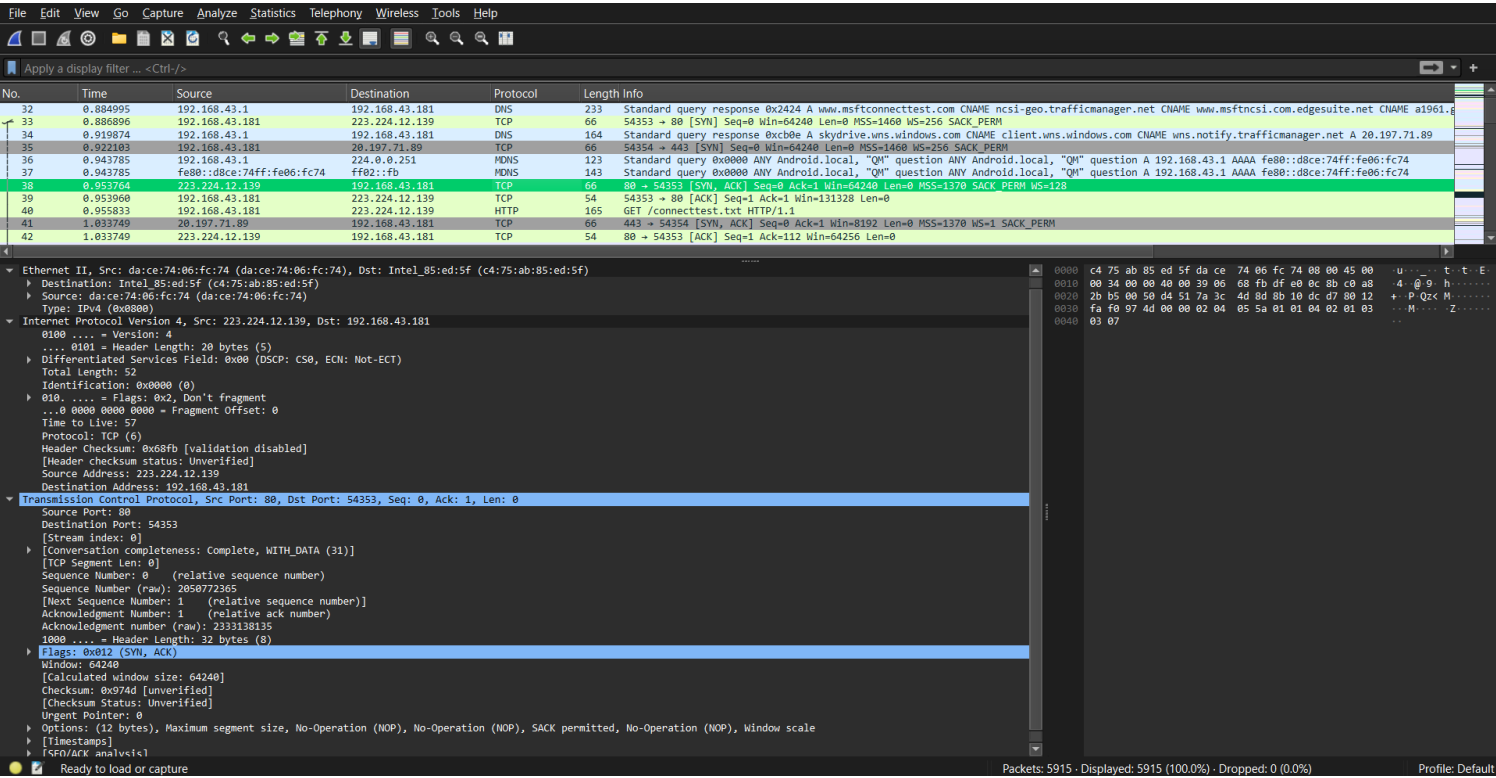 File Edit View Go Capture Analyze Statistics Telephony Wireless Tools Help
Apply a display filter ... <Ctrl-/>
No. Time Source Destination Protocol Length Info
32 0.884995 192.168.43.1 192.168.43.181 DNS 233 Standard query response 0x2424 A www.msftconnecttest.com CNAME ncsi-geo.trafficmanager.net CNAME www.msftncsi.com.edgesuite.net CNAME a1961.g
33 0.886896 192.168.43.181 223.224.12.139 TCP 66 54353 → 80 [SYN] Seq=0 Win=64240 Len=0 MSS=1460 WS=256 SACK_PERM
34 0.919874 192.168.43.1 192.168.43.181 DNS 164 Standard query response 0xcb0e A skydrive.wns.windows.com CNAME client.wns.windows.com CNAME wns.notify.trafficmanager.net A 20.197.71.89
35 0.922103 192.168.43.181 20.197.71.89 TCP 66 54354 → 443 [SYN] Seq=0 Win=64240 Len=0 MSS=1460 WS=256 SACK_PERM
36 0.943785 192.168.43.1 224.0.0.251 MDNS 123 Standard query 0x0000 ANY Android.local, "QM" question ANY Android.local, "QM" question A 192.168.43.1 AAAA fe80::d8ce:74ff:fe06:fc74
37 0.943785 fe80::d8ce:74ff:fe06:fc74 ff02::fb MDNS 143 Standard query 0x0000 ANY Android.local, "QM" question ANY Android.local, "QM" question A 192.168.43.1 AAAA fe80::d8ce:74ff:fe06:fc74
38 0.953764 223.224.12.139 192.168.43.181 TCP 66 80 → 54353 [SYN, ACK] Seq=0 Ack=1 Win=64240 Len=0 MSS=1370 SACK_PERM WS=128
39 0.953960 192.168.43.181 223.224.12.139 TCP 54 54353 → 80 [ACK] Seq=1 Ack=1 Win=131328 Len=0
40 0.955833 192.168.43.181 223.224.12.139 HTTP 165 GET /connecttest.txt HTTP/1.1
41 1.033749 20.197.71.89 192.168.43.181 TCP 66 443 → 54354 [SYN, ACK] Seq=0 Ack=1 Win=8192 Len=0 MSS=1370 WS=1 SACK_PERM
42 1.033749 223.224.12.139 192.168.43.181 TCP 54 80 → 54353 [ACK] Seq=1 Ack=112 Win=64256 Len=0
Ethernet II, Src: da:ce:74:06:fc:74 (da:ce:74:06:fc:74), Dst: Intel_85:ed:5f (c4:75:ab:85:ed:5f)
Destination: Intel_85:ed:5f (c4:75:ab:85:ed:5f)
Source: da:ce:74:06:fc:74 (da:ce:74:06:fc:74)
Type: IPv4 (0x0800)
Internet Protocol Version 4, Src: 223.224.12.139, Dst: 192.168.43.181
0100 .... = Version: 4
.... 0101 = Header Length: 20 bytes (5)
Differentiated Services Field: 0x00 (DSCP: CS0, ECN: Not-ECT)
Total Length: 52
Identification: 0x0000 (0)
010. .... = Flags: 0x2, Don't fragment
...0 0000 0000 0000 = Fragment Offset: 0
Time to Live: 57
Protocol: TCP (6)
Header Checksum: 0x68fb [validation disabled]
[Header checksum status: Unverified]
Source Address: 223.224.12.139
Destination Address: 192.168.43.181
Transmission Control Protocol, Src Port: 80, Dst Port: 54353, Seq: 0, Ack: 1, Len: 0
Source Port: 80
Destination Port: 54353
[Stream index: 0]
[Conversation completeness: Complete, WITH_DATA (31)]
[TCP Segment Len: 0]
Sequence Number: 0 (relative sequence number)
Sequence Number (raw): 2050772365
[Next Sequence Number: 1 (relative sequence number)]
Acknowledgment Number: 1 (relative ack number)
Acknowledgment number (raw): 2333138135
1000 .... = Header Length: 32 bytes (8)
Flags: 0x012 (SYN, ACK)
Window: 64240
[Calculated window size: 64240]
Checksum: 0x974d [unverified]
[Checksum Status: Unverified]
Urgent Pointer: 0
Options: (12 bytes), Maximum segment size, No-Operation (NOP), No-Operation (NOP), SACK permitted, No-Operation (NOP), Window scale
[Timestamps]
[SEQ/ACK analysis]
0000 c4 75 ab 85 ed 5f da ce 74 06 fc 74 08 00 45 00 ·u···_·· t··t··E·
0010 00 34 00 00 40 00 39 06 68 fb df e0 0c 8b c0 a8 ·4··@·9· h·······
0020 2b b5 00 50 d4 51 7a 3c 4d 8d 8b 10 dc d7 80 12 +··P·Qz< M·······
0030 fa f0 97 4d 00 00 02 04 05 5a 01 01 04 02 01 03 ···M···· ·Z······
0040 03 07 ··
Ready to load or capture
Packets: 5915 · Displayed: 5915 (100.0%) · Dropped: 0 (0.0%)
Profile: Default